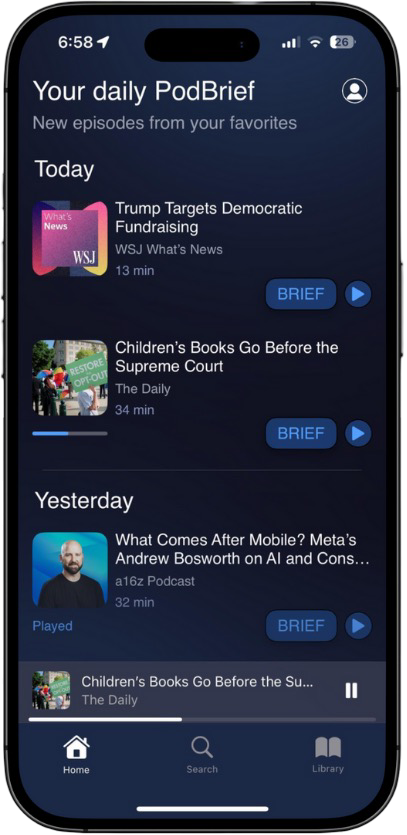 6:58
26
Your daily PodBrief
New episodes from your favorites
Today
What's
News
WSJ
Trump Targets Democratic
Fundraising
WSJ What's News
13 min
BRIEF
RESTORE
OPT-OUT
Children's Books Go Before the
Supreme Court
The Daily
34 min
BRIEF
Yesterday
What Comes After Mobile? Meta's
Andrew Bosworth on AI and Cons...
a16z Podcast
32 min
Played
BRIEF
Children's Books Go Before the Su...
The Daily
Home
Search
Library